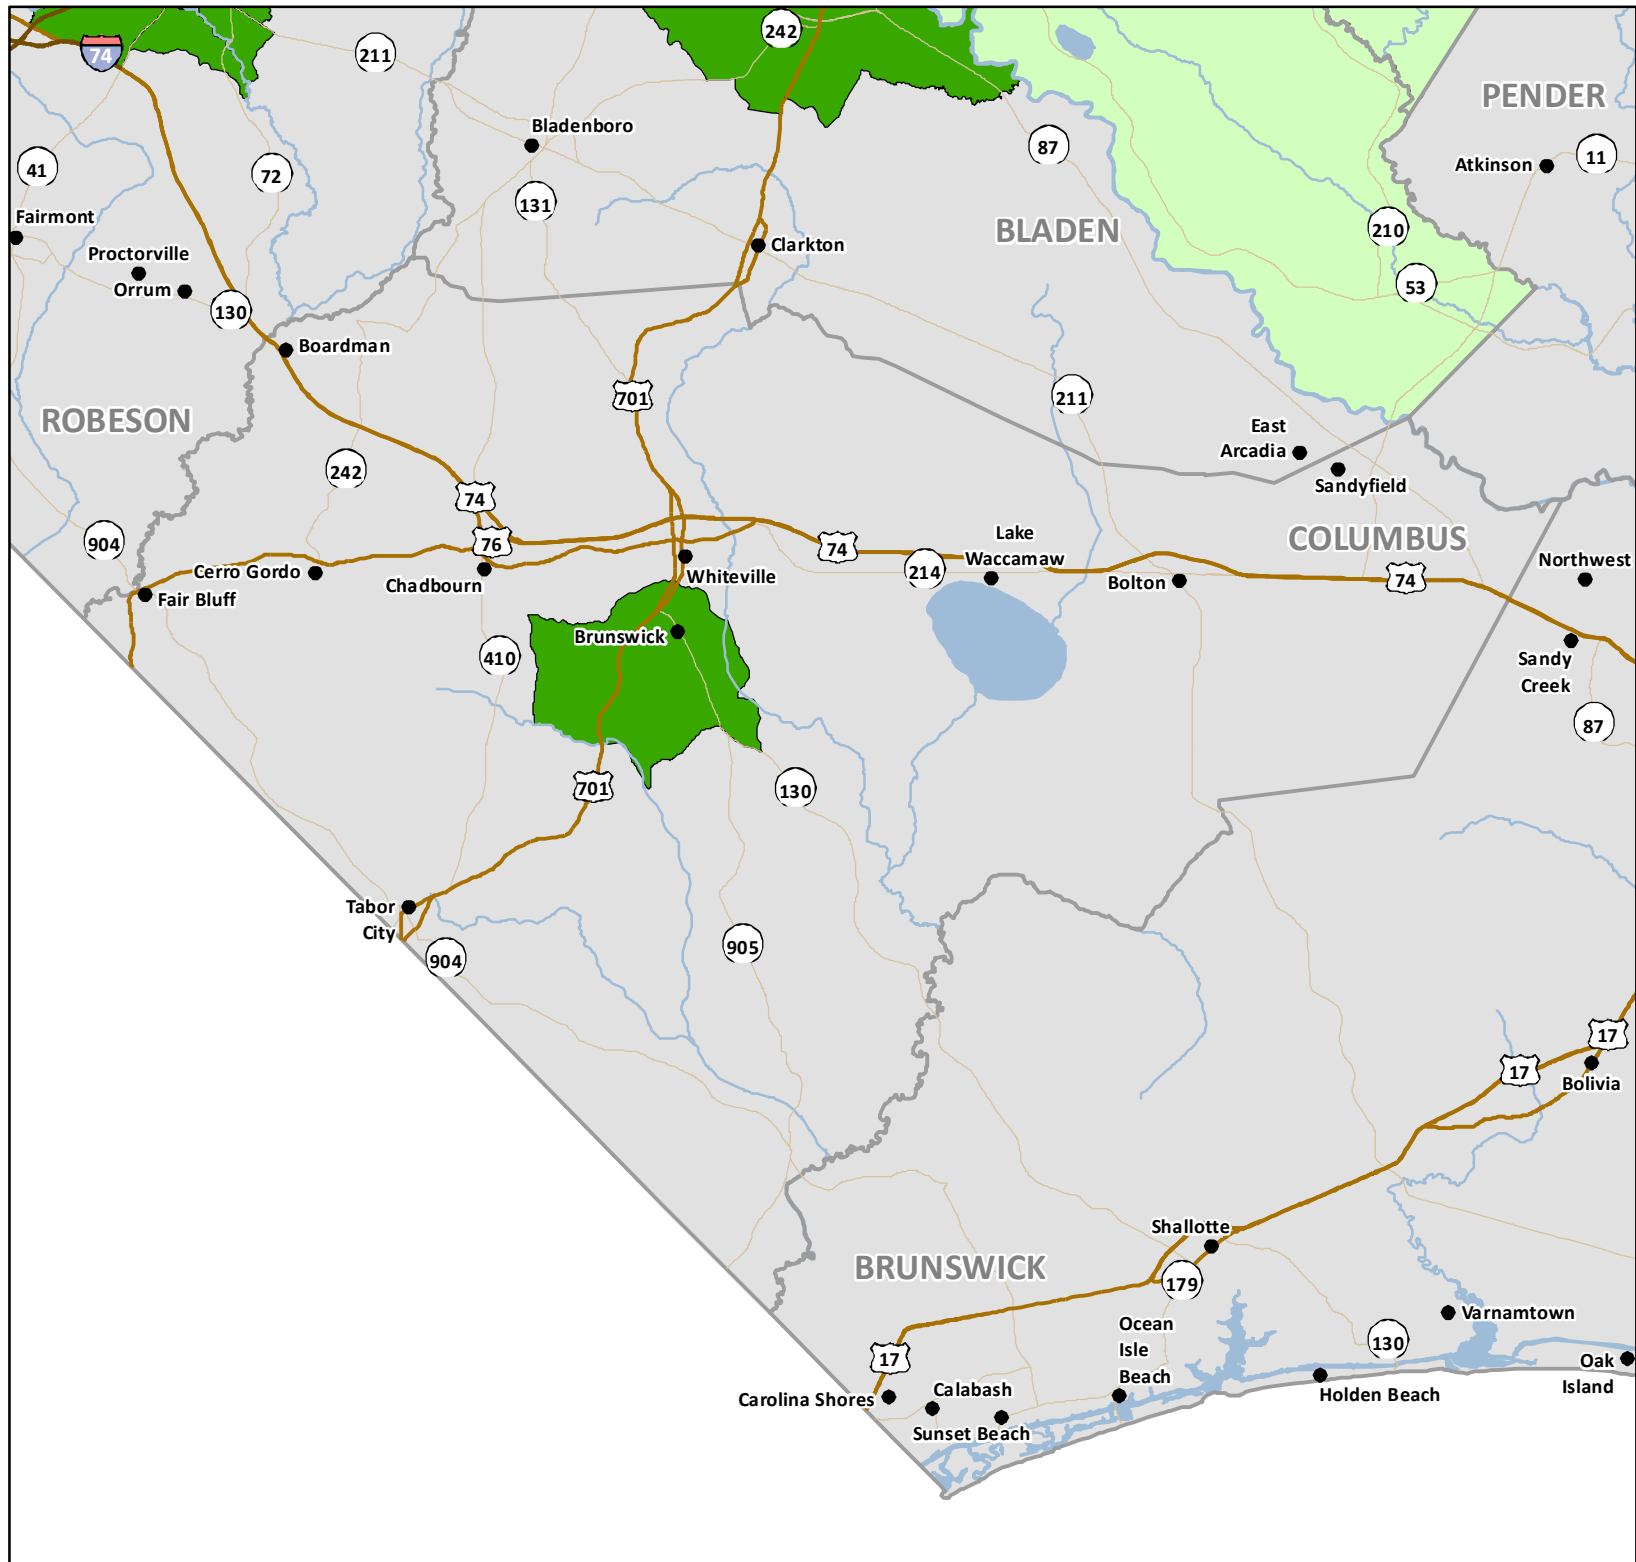 242
74
211
PENDER
Bladenboro
87
Atkinson
11
41
72
131
Fairmont
BLADEN
210
Clarkton
Proctorville
Orrum
53
130
Boardman
701
211
ROBESON
East
Arcadia
242
Sandyfield
74
COLUMBUS
904
76
74
Lake
Waccamaw
214
Northwest
Cerro Gordo
Chadbourn
Whiteville
Bolton
74
Fair Bluff
Brunswick
410
Sandy
Creek
87
701
130
Tabor
City
904
905
17
17
Bolivia
Shallotte
BRUNSWICK
179
Varnamtown
Ocean
Isle
Beach
130
17
Oak
Island
Carolina Shores
Calabash
Holden Beach
Sunset Beach